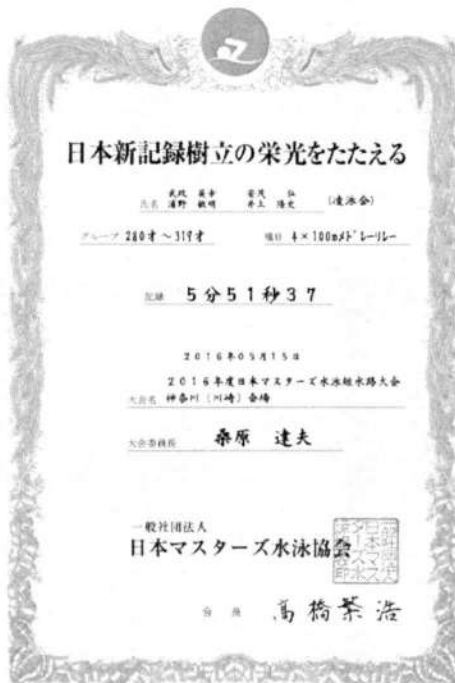 日本新記録樹立の栄光をたたえる
武政 英幸 安茂 弘
氏名 浦野 敏明 井上 隆史 (湊泳会)
グループ 280才～319才 種目 4×100mメドレーリレー
記録 5分51秒37
2016年05月15日
2016年度日本マスターズ水泳短水路大会
大会名 神奈川（川崎）会場
大会委員長 桑原 達夫
一般社団法人
日本マスターズ水泳協会
会長 髙橋繁浩